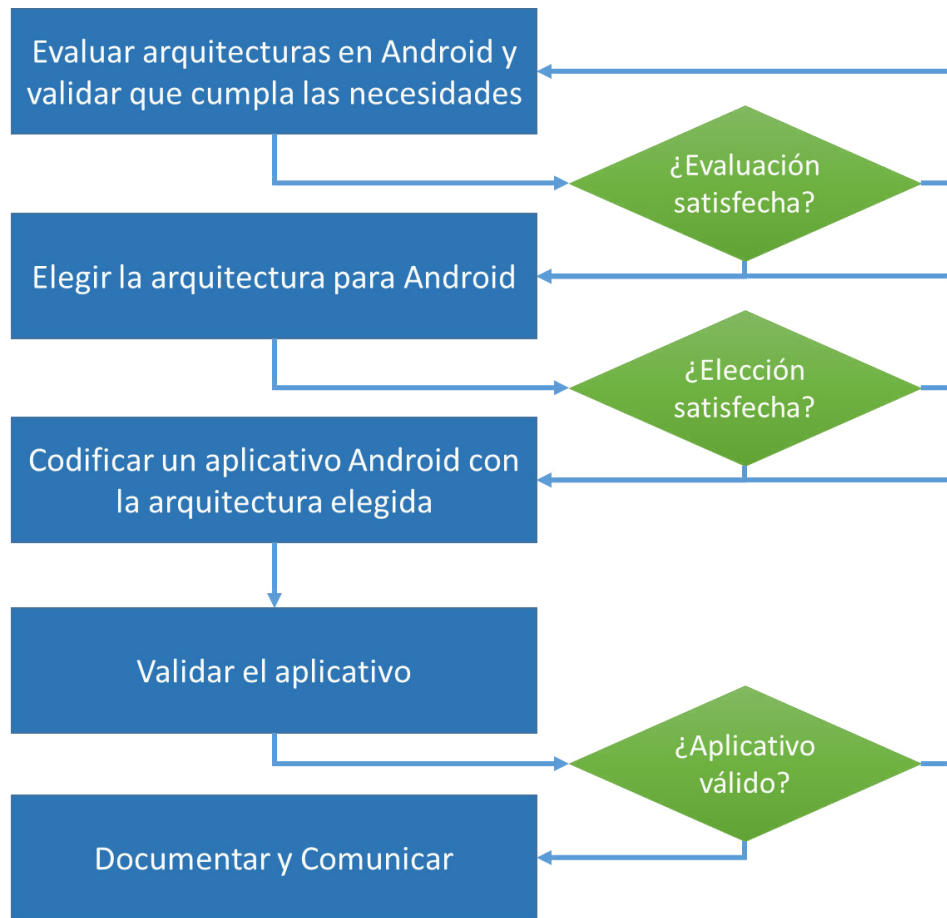 Evaluar arquitecturas en Android y
validar que cumpla las necesidades
¿Evaluación
satisfecha?
Elegir la arquitectura para Android
¿Elección
satisfecha?
Codificar un aplicativo Android con
la arquitectura elegida
Validar el aplicativo
¿Aplicativo
válido?
Documentar y Comunicar